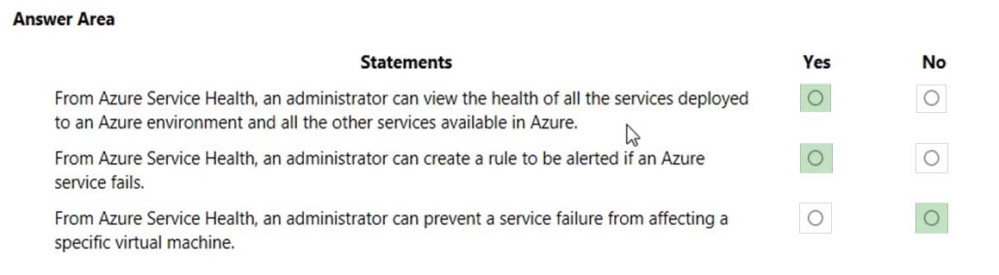 Answer Area
Statements Yes No
From Azure Service Health, an administrator can view the health of all the services deployed
to an Azure environment and all the other services available in Azure.
From Azure Service Health, an administrator can create a rule to be alerted if an Azure
service fails.
From Azure Service Health, an administrator can prevent a service failure from affecting a
specific virtual machine.